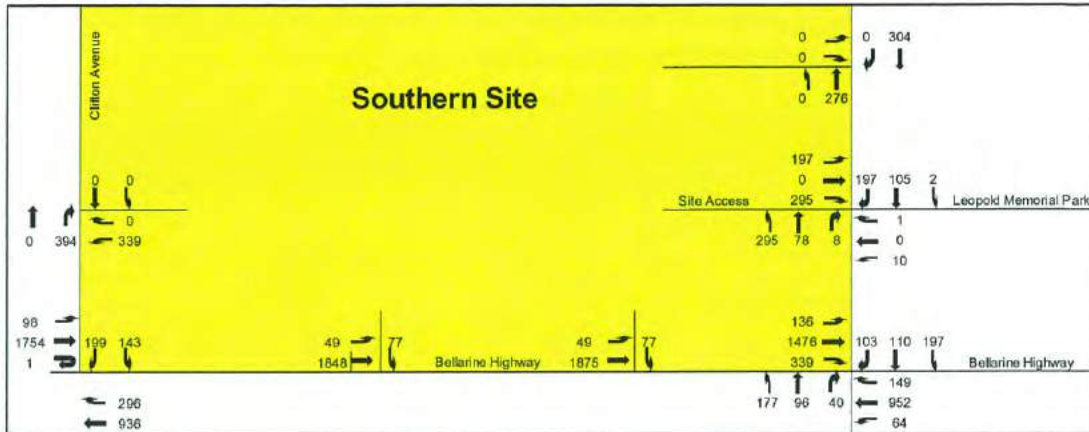 Clifton Avenue
Southern Site
0
0
0 304
0 276
0 0
197
0
197 105 2
Site Access 295
Leopold Memorial Park
0
1
0 394
339
295 78 8
0
10
98
136
1754 199 143
49 77
49 77
1476 103 110 197
1
1848
Bellarine Highway
1875
339
Bellarine Highway
296
149
936
177 96 40
952
64